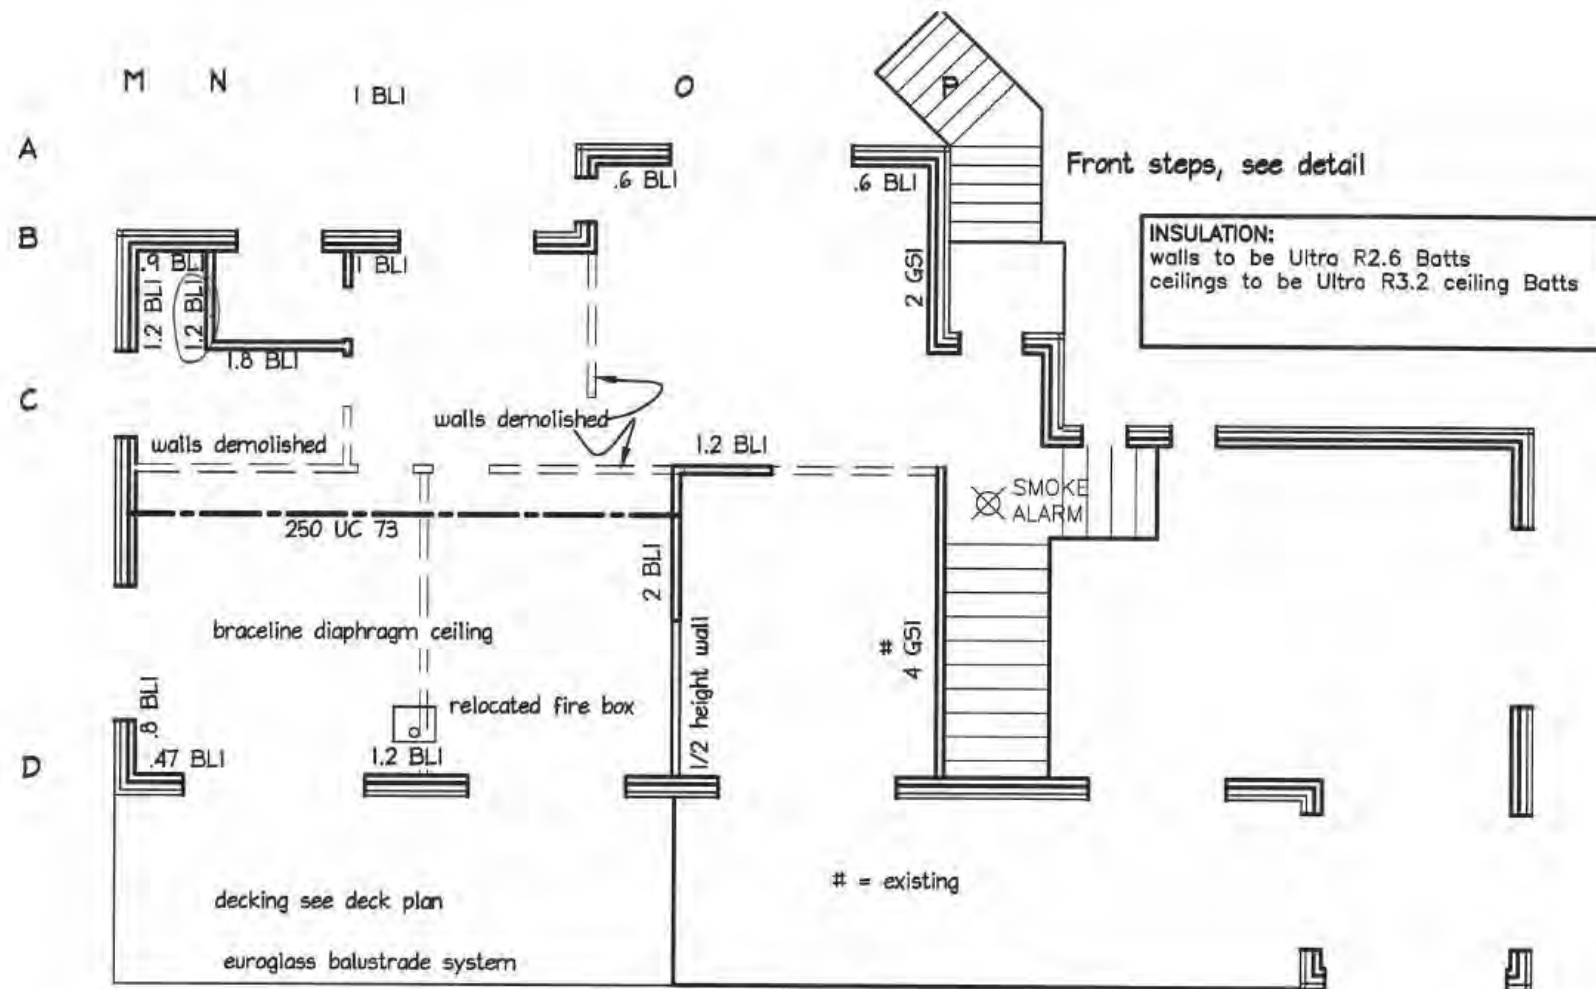 M N
1 BLI
O
P
A
.6 BLI
.6 BLI
Front steps, see detail
B
.9 BLI
1 BLI
1.2 BLI
1.2 BLI
1.8 BLI
2 GSI
INSULATION:
walls to be Ultra R2.6 Batts
ceilings to be Ultra R3.2 ceiling Batts
C
walls demolished
walls demolished
1.2 BLI
SMOKE
ALARM
250 UC 73
2 BLI
braceline diaphragm ceiling
1/2 height wall
#
4 GSI
relocated fire box
.8 BLI
.47 BLI
1.2 BLI
D
# = existing
decking see deck plan
euroglass balustrade system